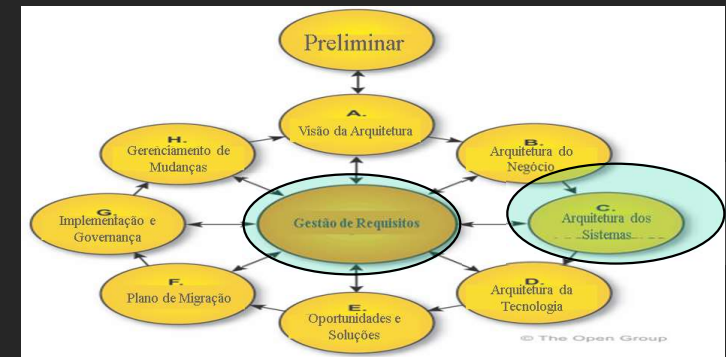 Preliminar
A.
Visão da Arquitetura
H.
Gerenciamento de
Mudanças
B.
Arquitetura do
Negócio
G.
Implementação e
Governança
Gestão de Requisitos
C.
Arquitetura dos
Sistemas
F.
Plano de Migração
D.
Arquitetura da
Tecnologia
E.
Oportunidades e
Soluções
© The Open Group